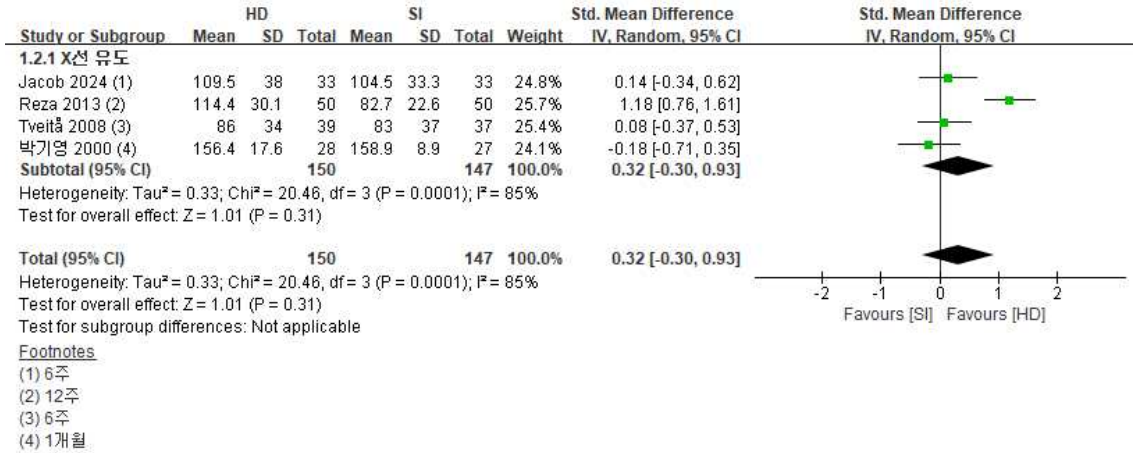 HD SI Std. Mean Difference Std. Mean Difference
Study or Subgroup Mean SD Total Mean SD Total Weight IV, Random, 95% CI IV, Random, 95% CI
1.2.1 X선 유도
Jacob 2024 (1) 109.5 38 33 104.5 33.3 33 24.8% 0.14 [-0.34, 0.62]
Reza 2013 (2) 114.4 30.1 50 82.7 22.6 50 25.7% 1.18 [0.76, 1.61]
Tveitå 2008 (3) 86 34 39 83 37 37 25.4% 0.08 [-0.37, 0.53]
박기영 2000 (4) 156.4 17.6 28 158.9 8.9 27 24.1% -0.18 [-0.71, 0.35]
Subtotal (95% CI) 150 147 100.0% 0.32 [-0.30, 0.93]
Heterogeneity: Tau² = 0.33; Chi² = 20.46, df = 3 (P = 0.0001); I² = 85%
Test for overall effect: Z = 1.01 (P = 0.31)
Total (95% CI) 150 147 100.0% 0.32 [-0.30, 0.93]
Heterogeneity: Tau² = 0.33; Chi² = 20.46, df = 3 (P = 0.0001); I² = 85%
Test for overall effect: Z = 1.01 (P = 0.31)
Test for subgroup differences: Not applicable
-2 -1 0 1 2
Favours [SI] Favours [HD]
Footnotes
(1) 6주
(2) 12주
(3) 6주
(4) 1개월